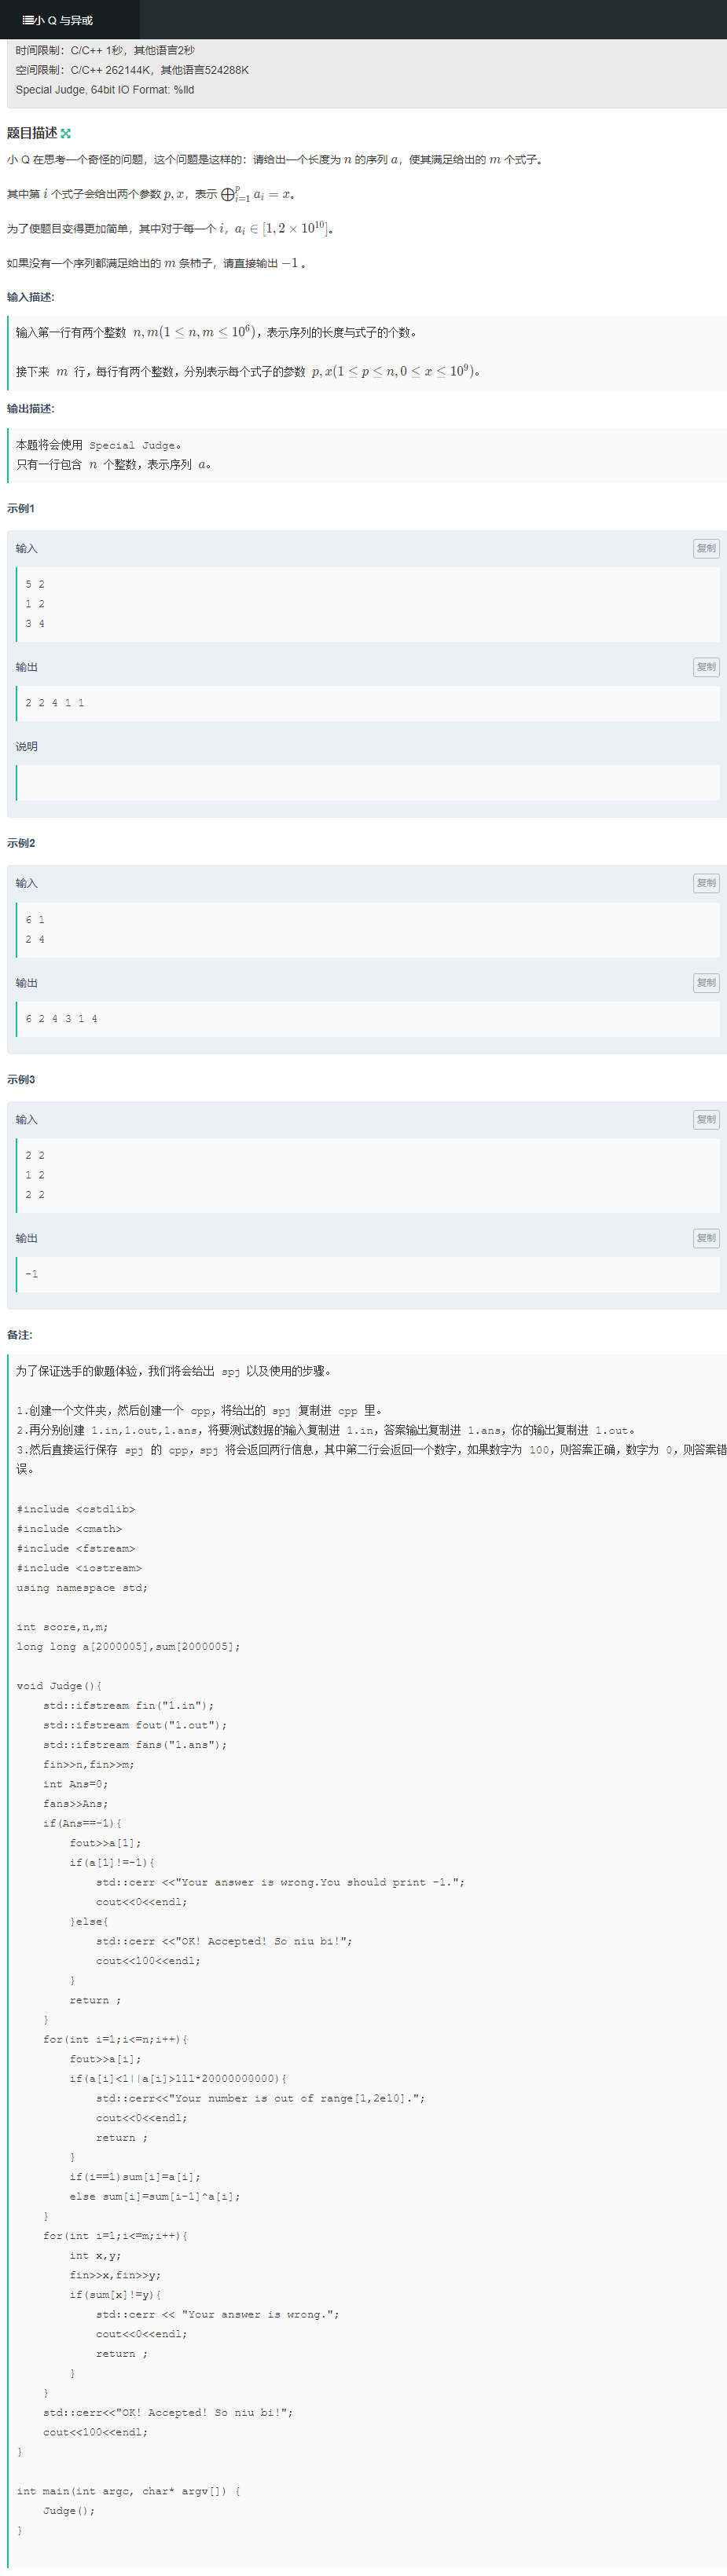 小 Q 与异或
时间限制：C/C++ 1秒，其他语言2秒
空间限制：C/C++ 262144K，其他语言524288K
Special Judge, 64bit IO Format: %lld
题目描述
小 Q 在思考一个奇怪的问题，这个问题是这样的：请给出一个长度为 n 的序列 a，使其满足给出的 m 个式子。
其中第 i 个式子会给出两个参数 p, x，表示 ⨁_{i=1}^{p} a_i = x。
为了使题目变得更加简单，其中对于每一个 i，a_i ∈ [1, 2 × 10^{10}]。
如果没有一个序列都满足给出的 m 条柿子，请直接输出 −1 。
输入描述:
输入第一行有两个整数 n, m(1 ≤ n, m ≤ 10^6)，表示序列的长度与式子的个数。
接下来 m 行，每行有两个整数，分别表示每个式子的参数 p, x(1 ≤ p ≤ n, 0 ≤ x ≤ 10^9)。
输出描述:
本题将会使用 Special Judge。
只有一行包含 n 个整数，表示序列 a。
示例1
输入
复制
5 2
1 2
3 4
输出
复制
2 2 4 1 1
说明
示例2
输入
复制
6 1
2 4
输出
复制
6 2 4 3 1 4
示例3
输入
复制
2 2
1 2
2 2
输出
复制
-1
备注:
为了保证选手的做题体验，我们将会给出 spj 以及使用的步骤。
1.创建一个文件夹，然后创建一个 cpp，将给出的 spj 复制进 cpp 里。
2.再分别创建 1.in,1.out,1.ans，将要测试数据的输入复制进 1.in，答案输出复制进 1.ans，你的输出复制进 1.out。
3.然后直接运行保存 spj 的 cpp，spj 将会返回两行信息，其中第二行会返回一个数字，如果数字为 100，则答案正确，数字为 0，则答案错
误。
#include <cstdlib>
#include <cmath>
#include <fstream>
#include <iostream>
using namespace std;
int score,n,m;
long long a[2000005],sum[2000005];
void Judge(){
    std::ifstream fin("1.in");
    std::ifstream fout("1.out");
    std::ifstream fans("1.ans");
    fin>>n,fin>>m;
    int Ans=0;
    fans>>Ans;
    if(Ans==-1){
        fout>>a[1];
        if(a[1]!=-1){
            std::cerr <<"Your answer is wrong.You should print -1.";
            cout<<0<<endl;
        }else{
            std::cerr <<"OK! Accepted! So niu bi!";
            cout<<100<<endl;
        }
        return ;
    }
    for(int i=1;i<=n;i++){
        fout>>a[i];
        if(a[i]<1||a[i]>1ll*20000000000){
            std::cerr<<"Your number is out of range[1,2e10].";
            cout<<0<<endl;
            return ;
        }
        if(i==1)sum[i]=a[i];
        else sum[i]=sum[i-1]^a[i];
    }
    for(int i=1;i<=m;i++){
        int x,y;
        fin>>x,fin>>y;
        if(sum[x]!=y){
            std::cerr << "Your answer is wrong.";
            cout<<0<<endl;
            return ;
        }
    }
    std::cerr<<"OK! Accepted! So niu bi!";
    cout<<100<<endl;
}
int main(int argc, char* argv[]) {
    Judge();
}